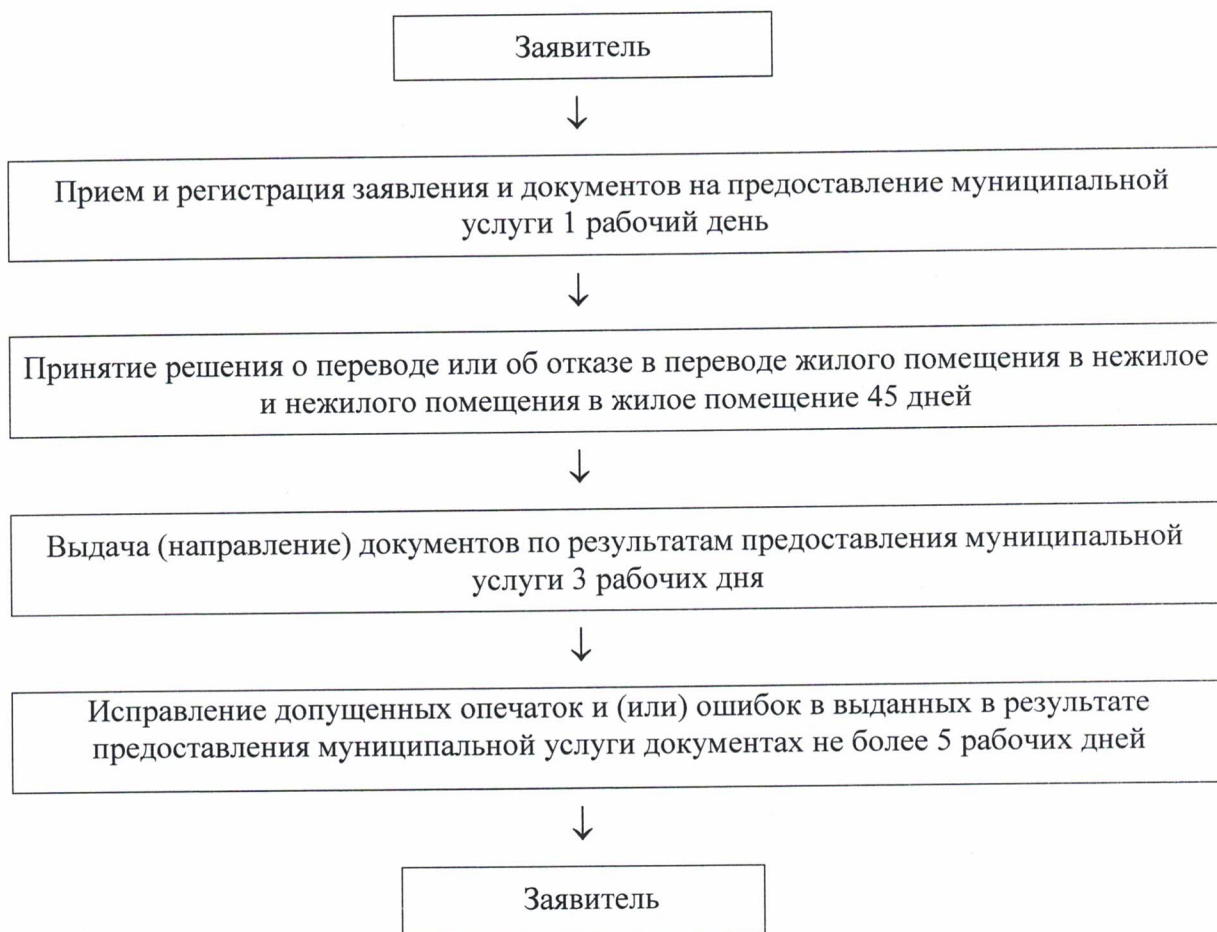 Заявитель
↓
Прием и регистрация заявления и документов на предоставление муниципальной
услуги 1 рабочий день
↓
Принятие решения о переводе или об отказе в переводе жилого помещения в нежилое
и нежилого помещения в жилое помещение 45 дней
↓
Выдача (направление) документов по результатам предоставления муниципальной
услуги 3 рабочих дня
↓
Исправление допущенных опечаток и (или) ошибок в выданных в результате
предоставления муниципальной услуги документах не более 5 рабочих дней
↓
Заявитель